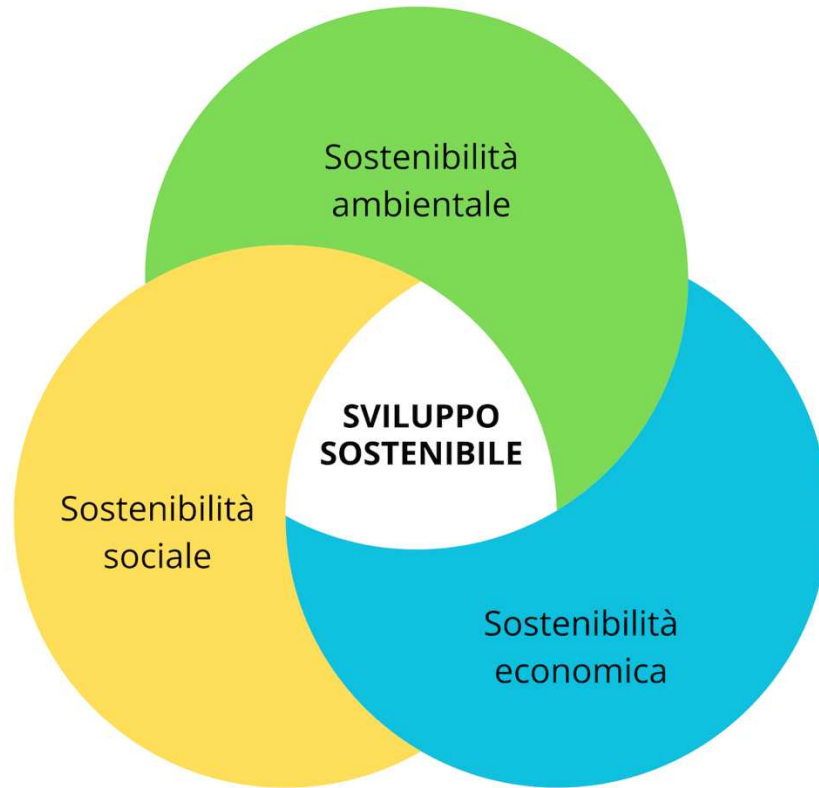 Sostenibilità
ambientale
SVILUPPO
SOSTENIBILE
Sostenibilità
sociale
Sostenibilità
economica